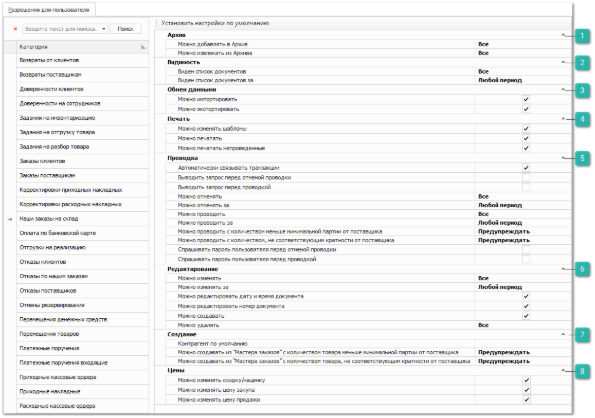 Разрешения для пользователя
Введите текст для поиска.
Поиск
Категория
Возвраты от клиентов
Возвраты поставщикам
Доверенности клиентов
Доверенности на сотрудников
Задания на инвентаризацию
Задания на отгрузку товара
Задания на разбор товара
Заказы клиентов
Заказы поставщикам
Корректировки приходных накладных
Корректировки расходных накладных
Наши заказы на склад
Оплата по банковской карте
Отгрузки на реализацию
Отказы клиентов
Отказы по нашим заказам
Отказы поставщиков
Отмены резервирования
Перемещения денежных средств
Перемещения товаров
Платежные поручения
Платежные поручения входящие
Приходные кассовые ордера
Приходные накладные
Расходные кассовые ордера
Установить настройки по умолчанию
Архив 1
Можно добавлять в Архив Все
Можно извлекать из Архива Все
Видимость 2
Виден список документов Все
Виден список документов за Любой период
Обмен данными 3
Можно импортировать
Можно экспортировать
Печать 4
Можно изменять шаблоны
Можно печатать
Можно печатать непроведенные
Проводка 5
Автоматически связывать транзакции
Выводить запрос перед отменой проводки
Выводить запрос перед проводкой
Можно отменять Все
Можно отменять за Любой период
Можно проводить Все
Можно проводить за Любой период
Можно проводить с количеством меньше минимальной партии от поставщика Предупреждать
Можно проводить с количеством, не соответствующим кратности от поставщика Предупреждать
Спрашивать пароль пользователя перед отменой проводки
Спрашивать пароль пользователя перед проводкой
Редактирование 6
Можно изменять Все
Можно изменять за Любой период
Можно редактировать дату и время документа
Можно редактировать номер документа
Можно создавать
Можно удалять Все
Создание 7
Контрагент по умолчанию
Можно создавать из "Мастера заказов" с количеством товара меньше минимальной партии от поставщика Предупреждать
Можно создавать из "Мастера заказов" с количеством товара, не соответствующим кратности от поставщика Предупреждать
Цены 8
Можно изменять скидку/наценку
Можно изменять цену закупа
Можно изменять цену продажи